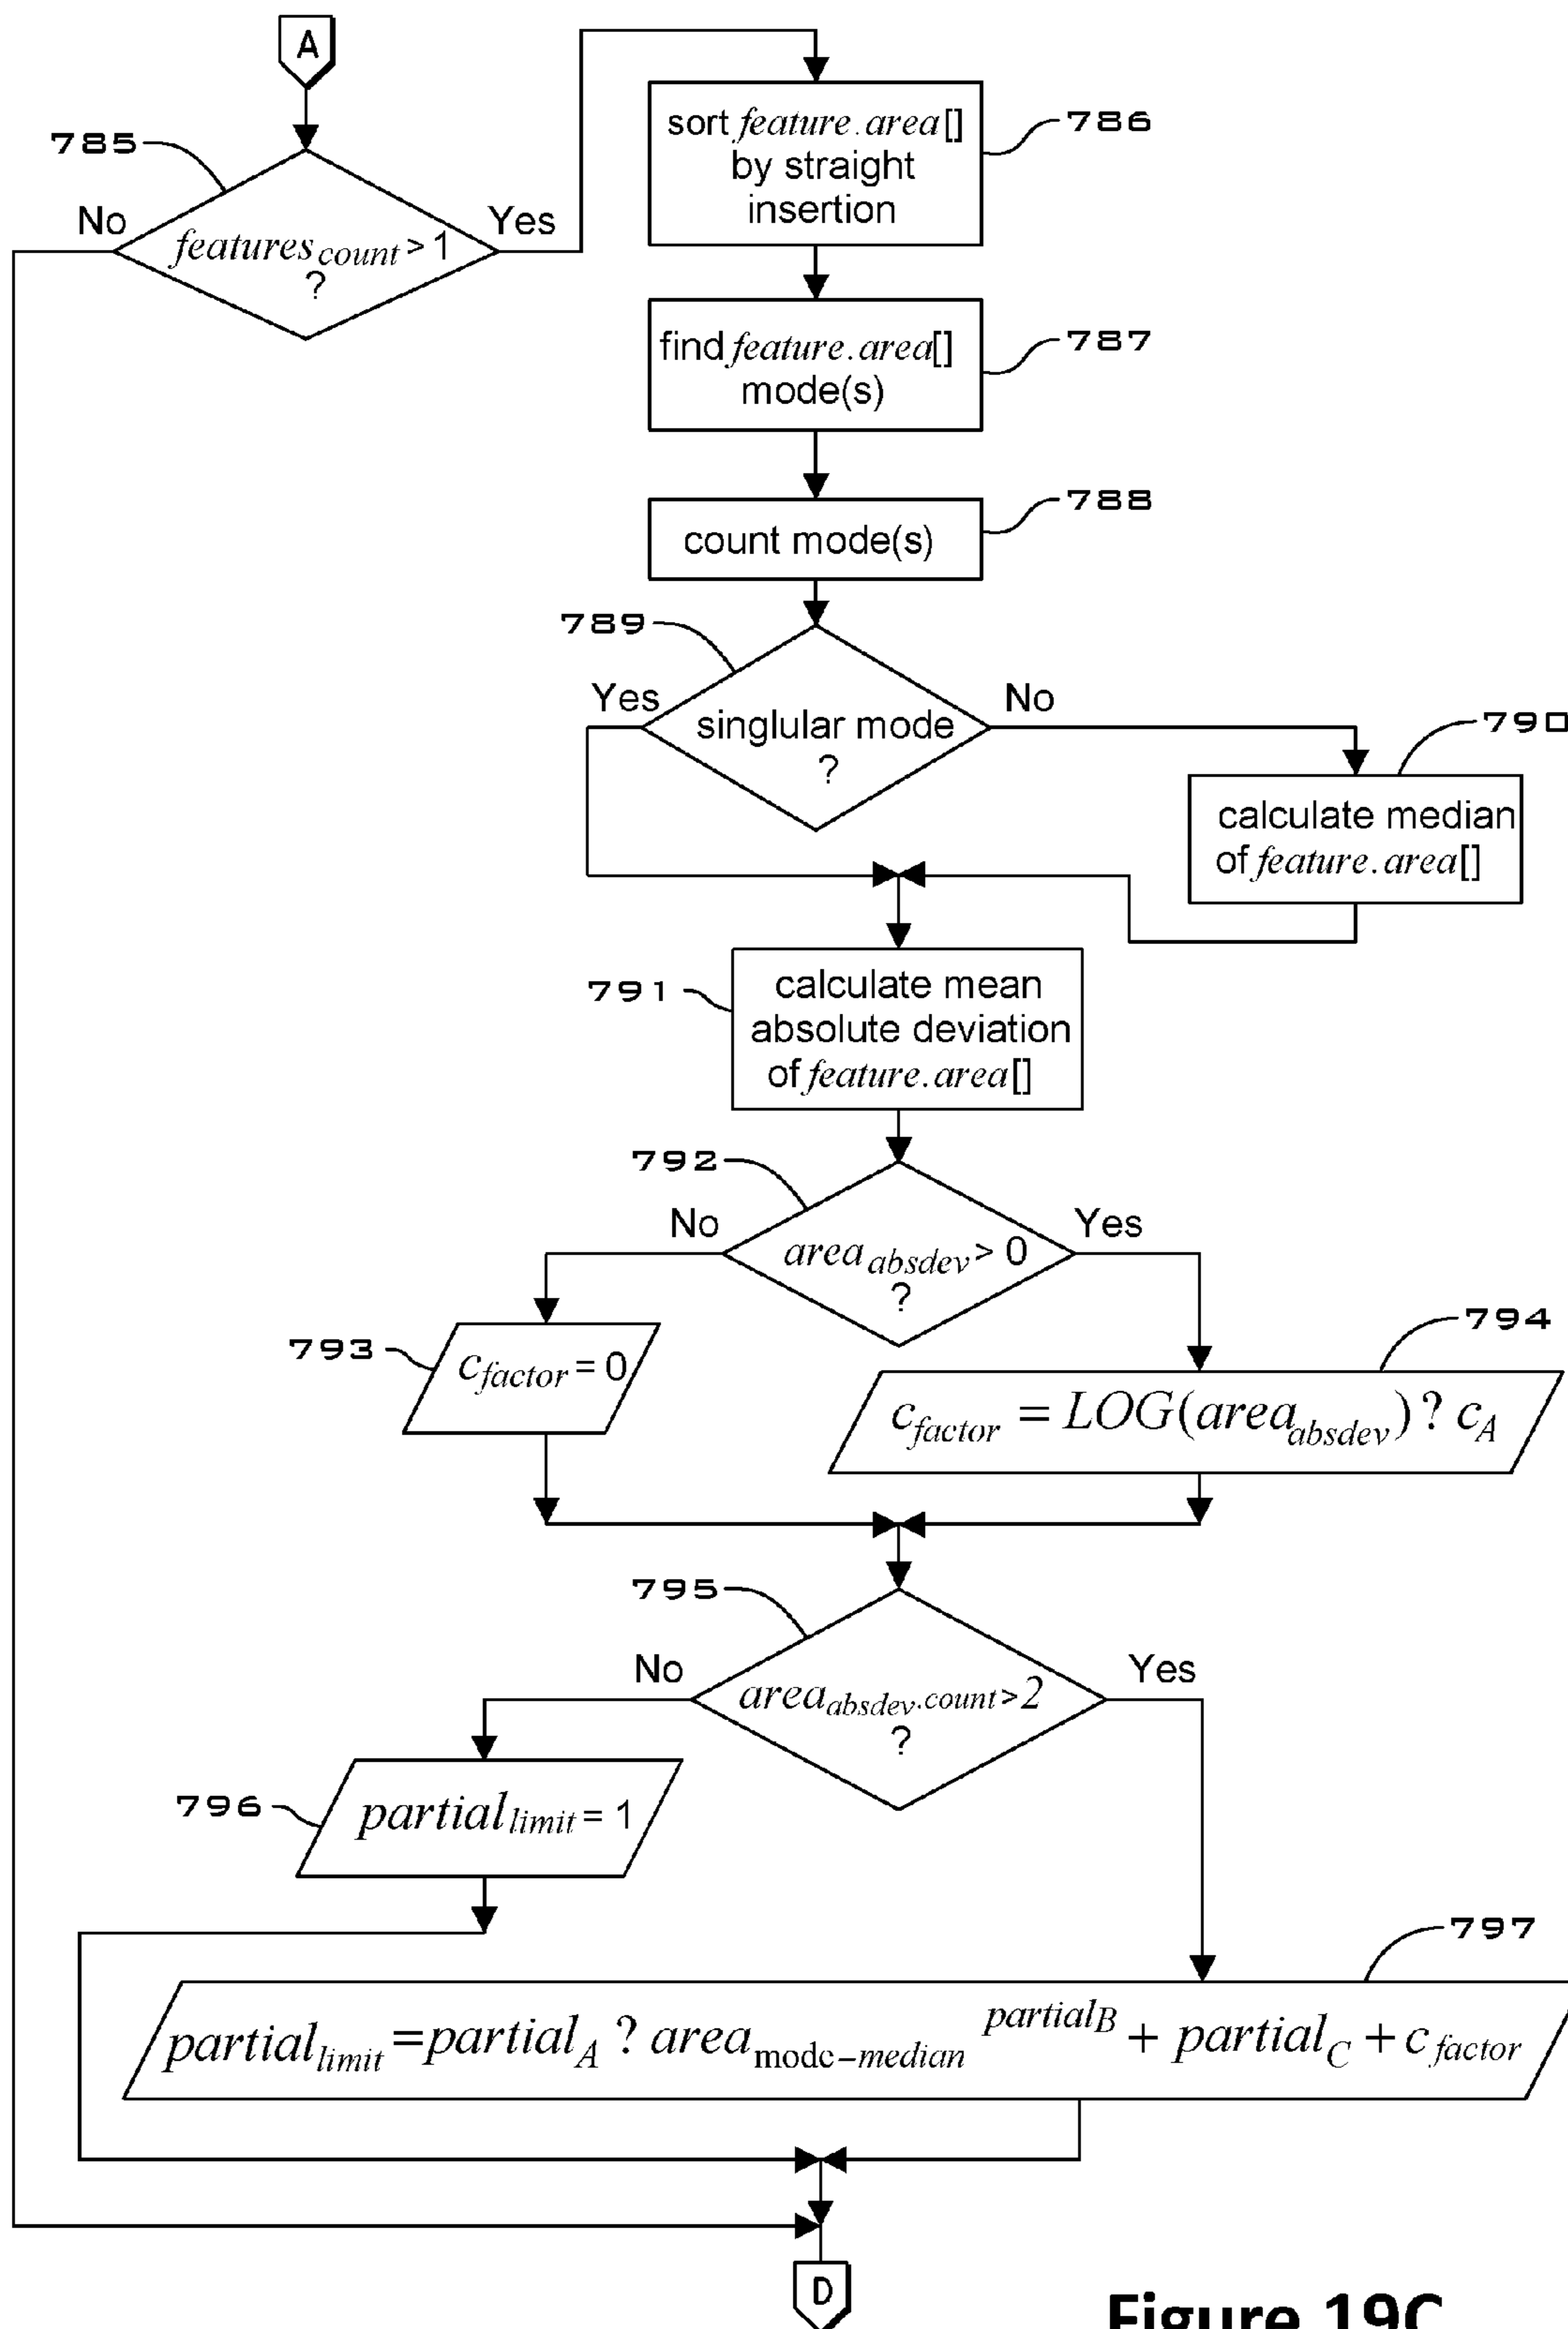 A
785
No
Yes
features count > 1
?
sort feature.area[]
by straight
insertion
786
find feature.area[]
mode(s)
787
count mode(s)
788
789
Yes
No
singlular mode
?
790
calculate median
of feature.area[]
791
calculate mean
absolute deviation
of feature.area[]
792
No
Yes
area absdev > 0
?
793
c factor = 0
794
c factor = LOG(area absdev) ? c A
795
No
Yes
area absdev.count>2
?
796
partial limit = 1
797
partial limit =partial A ? area mode-median partial B + partial C + c factor
D
Figure 19C